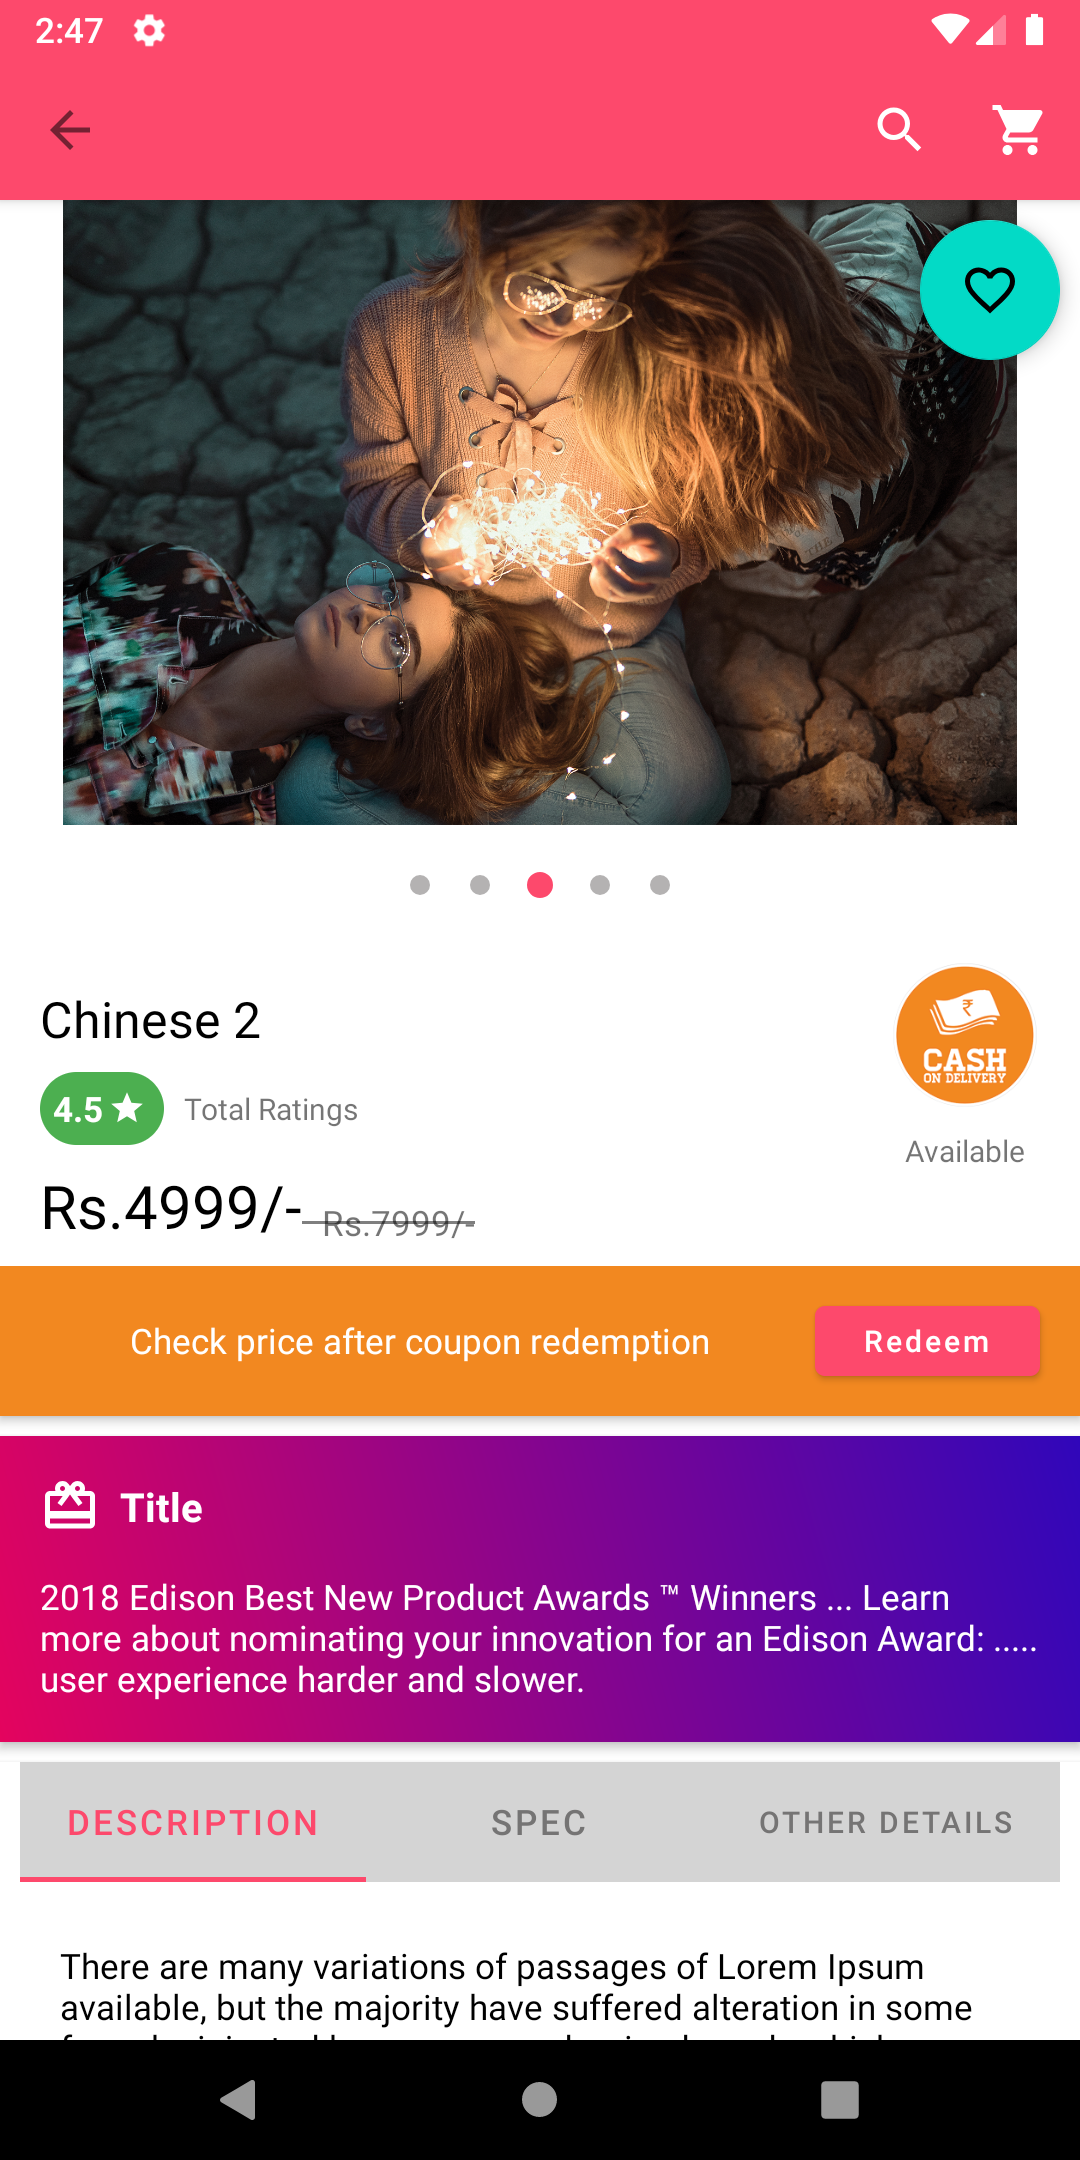 2:47
Chinese 2
CASH
ON DELIVERY
4.5 Total Ratings
Available
Rs.4999/- Rs.7999/-
Check price after coupon redemption
Redeem
Title
2018 Edison Best New Product Awards ™ Winners ... Learn
more about nominating your innovation for an Edison Award: .....
user experience harder and slower.
DESCRIPTION SPEC OTHER DETAILS
There are many variations of passages of Lorem Ipsum
available, but the majority have suffered alteration in some